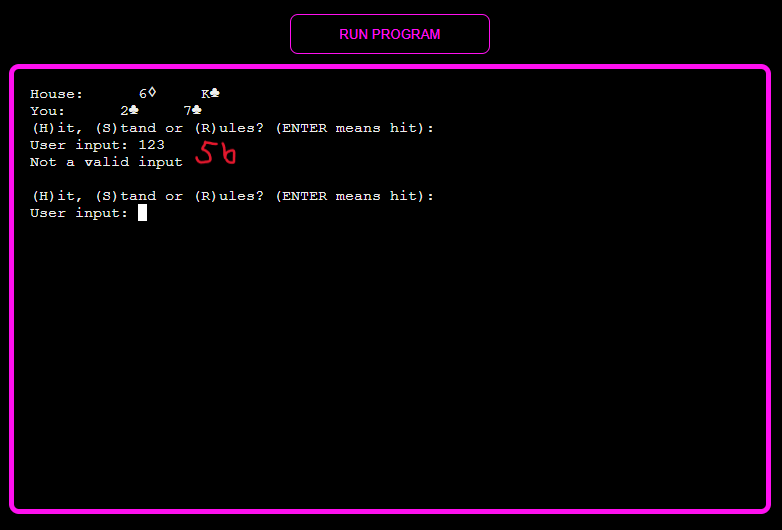 RUN PROGRAM
House: 6♢ K♣
You: 2♣ 7♣
(H)it, (S)tand or (R)ules? (ENTER means hit):
User input: 123
Not a valid input 5b
(H)it, (S)tand or (R)ules? (ENTER means hit):
User input: